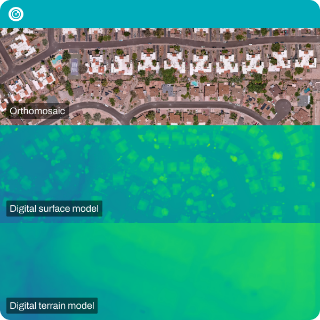 Orthomosaic
Digital surface model
Digital terrain model